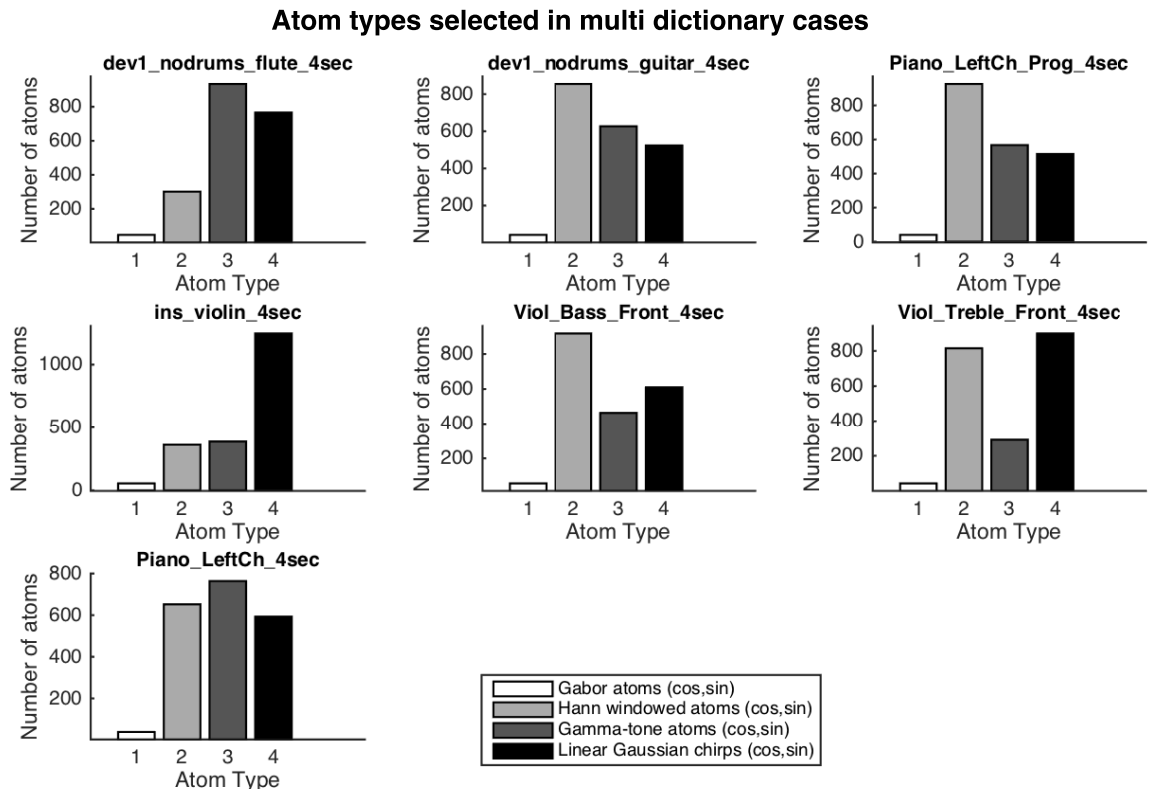 Atom types selected in multi dictionary cases
dev1_nodrums_flute_4sec
Number of atoms
800
600
400
200
1 2 3 4
Atom Type
dev1_nodrums_guitar_4sec
Number of atoms
800
600
400
200
1 2 3 4
Atom Type
Piano_LeftCh_Prog_4sec
Number of atoms
800
600
400
200
0
1 2 3 4
Atom Type
ins_violin_4sec
Number of atoms
1000
500
0
1 2 3 4
Atom Type
Viol_Bass_Front_4sec
Number of atoms
800
600
400
200
1 2 3 4
Atom Type
Viol_Treble_Front_4sec
Number of atoms
800
600
400
200
1 2 3 4
Atom Type
Piano_LeftCh_4sec
Number of atoms
800
600
400
200
1 2 3 4
Atom Type
Gabor atoms (cos,sin)
Hann windowed atoms (cos,sin)
Gamma-tone atoms (cos,sin)
Linear Gaussian chirps (cos,sin)